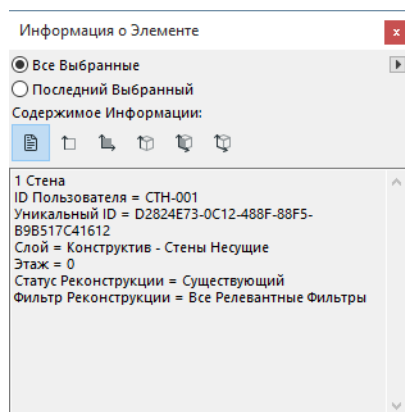 Информация о Элементе
Все Выбранные
Последний Выбранный
Содержимое Информации:
1 Стена
ID Пользователя = СТН-001
Уникальный ID = D2824E73-0C12-488F-88F5-
B9B517C41612
Слой = Конструктив - Стены Несущие
Этаж = 0
Статус Реконструкции = Существующий
Фильтр Реконструкции = Все Релевантные Фильтры